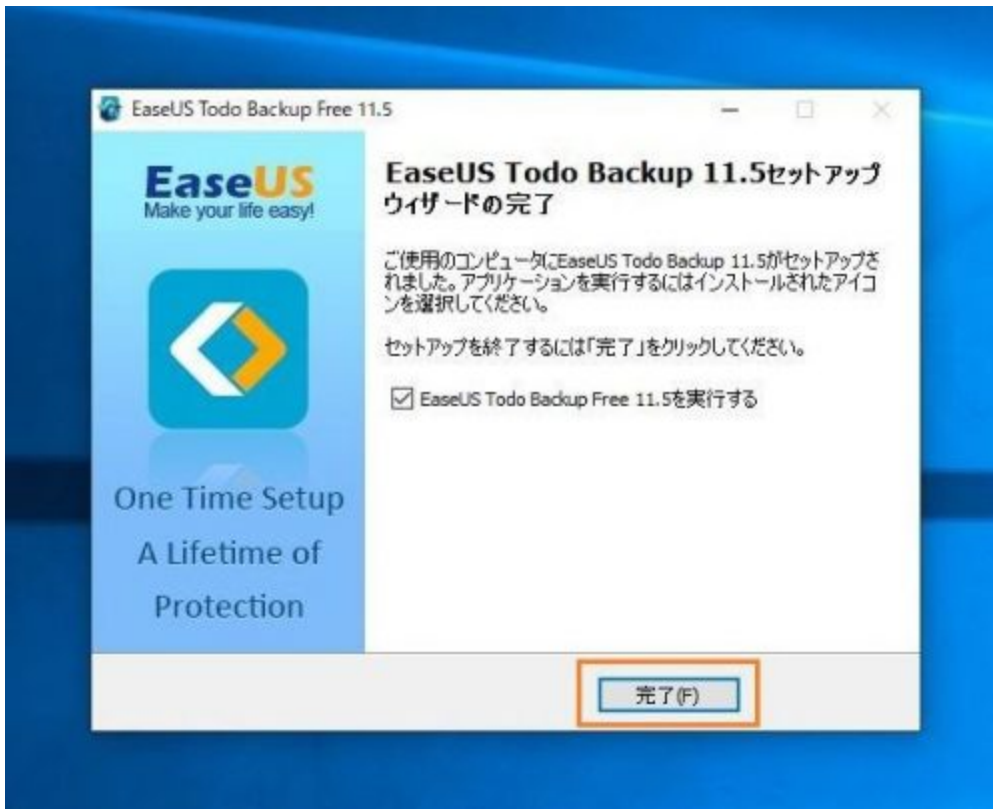 EaseUS Todo Backup Free 11.5
EaseUS
Make your life easy!
One Time Setup
A Lifetime of
Protection
EaseUS Todo Backup 11.5セットアップ
ウィザードの完了
ご使用のコンピュータにEaseUS Todo Backup 11.5がセットアップさ
れました。アプリケーションを実行するにはインストールされたアイコ
ンを選択してください。
セットアップを終了するには「完了」をクリックしてください。
EaseUS Todo Backup Free 11.5を実行する
完了(F)